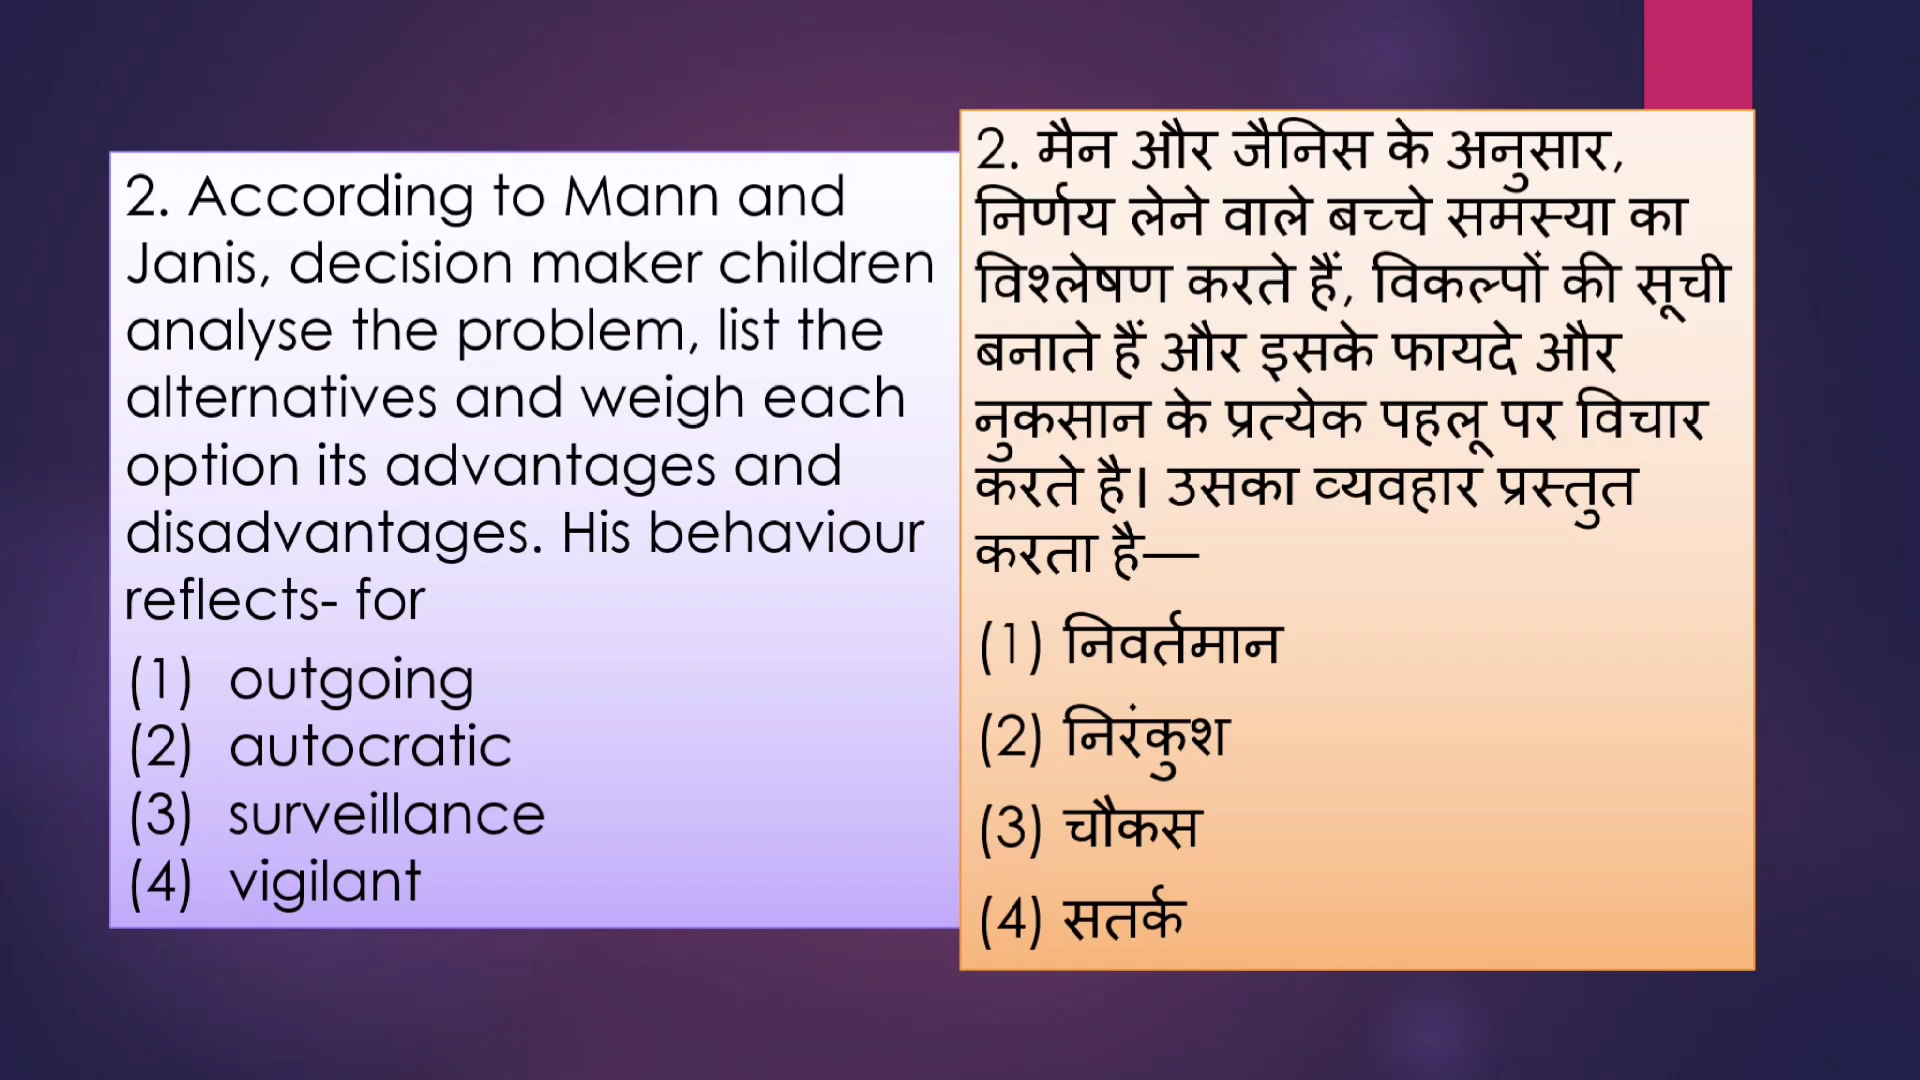 2. According to Mann and
Janis, decision maker children
analyse the problem, list the
alternatives and weigh each
option its advantages and
disadvantages. His behaviour
reflects- for
(1) outgoing
(2) autocratic
(3) surveillance
(4) vigilant
2. मैन और जैनिस के अनुसार,
निर्णय लेने वाले बच्चे समस्या का
विश्लेषण करते हैं, विकल्पों की सूची
बनाते हैं और इसके फायदे और
नुकसान के प्रत्येक पहलू पर विचार
करते है। उसका व्यवहार प्रस्तुत
करता है—
(1) निवर्तमान
(2) निरंकुश
(3) चौकस
(4) सतर्क